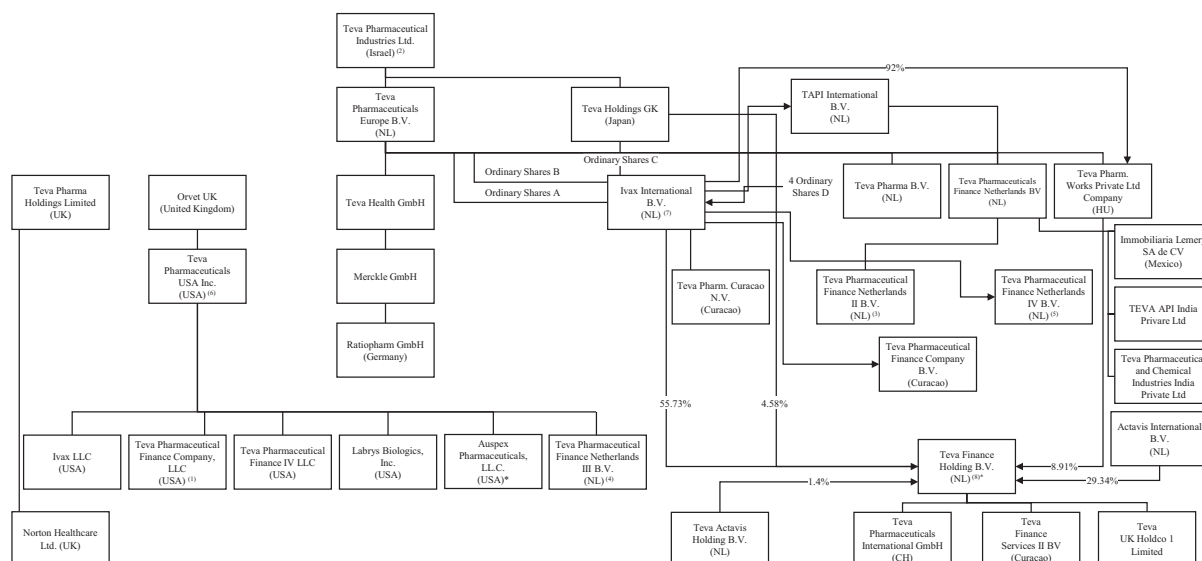 Teva Pharmaceutical
Industries Ltd.
(Israel) (2)
92%
Teva
Pharmaceuticals
Europe B.V.
(NL)
Teva Holdings GK
(Japan)
TAPI International
B.V.
(NL)
Ordinary Shares C
Ordinary Shares B
Ordinary Shares A
4 Ordinary
Shares D
Teva Pharma
Holdings Limited
(UK)
Orvet UK
(United Kingdom)
Teva Health GmbH
Ivax International
B.V.
(NL) (7)
Teva Pharma B.V.
(NL)
Teva Pharmaceuticals
Finance Netherlands BV
(NL)
Teva Pharm.
Works Private Ltd
Company
(HU)
Teva
Pharmaceuticals
USA Inc.
(USA) (6)
Merckle GmbH
Teva Pharm. Curacao
N.V.
(Curacao)
Teva Pharmaceutical
Finance Netherlands
II B.V.
(NL) (3)
Teva Pharmaceutical
Finance Netherlands
IV B.V.
(NL) (5)
Immobiliaria Lemery
SA de CV
(Mexico)
TEVA API India
Privare Ltd
Ratiopharm GmbH
(Germany)
Teva Pharmaceutical
Finance Company
B.V.
(Curacao)
Teva Pharmaceutical
and Chemical
Industries India
Private Ltd
55.73%
4.58%
Ivax LLC
(USA)
Teva Pharmaceutical
Finance Company,
LLC
(USA) (1)
Teva Pharmaceutical
Finance IV LLC
(USA)
Labrys Biologics,
Inc.
(USA)
Auspex
Pharmaceuticals,
LL.C.
(USA)*
Teva Pharmaceutical
Finance Netherlands
III B.V.
(NL) (4)
Teva Finance
Holding B.V.
(NL) (8)*
Actavis International
B.V.
(NL)
8.91%
29.34%
1.4%
Norton Healthcare
Ltd. (UK)
Teva Actavis
Holding B.V.
(NL)
Teva
Pharmaceuticals
International GmbH
(CH)
Teva
Finance
Services II BV
(Curacao)
Teva
UK Holdco 1
Limited